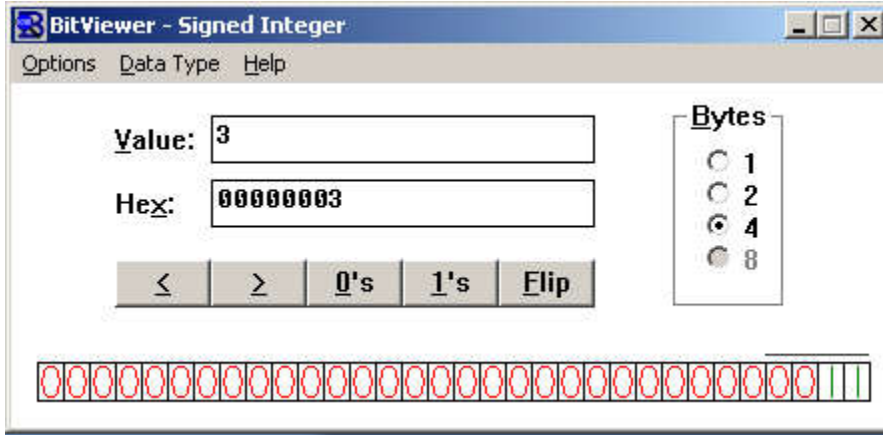 BitViewer - Signed Integer
Options Data Type Help
Value: 3
Hex: 00000003
< > 0's 1's Flip
Bytes
1
2
4
8
00000000000000000000000000000011